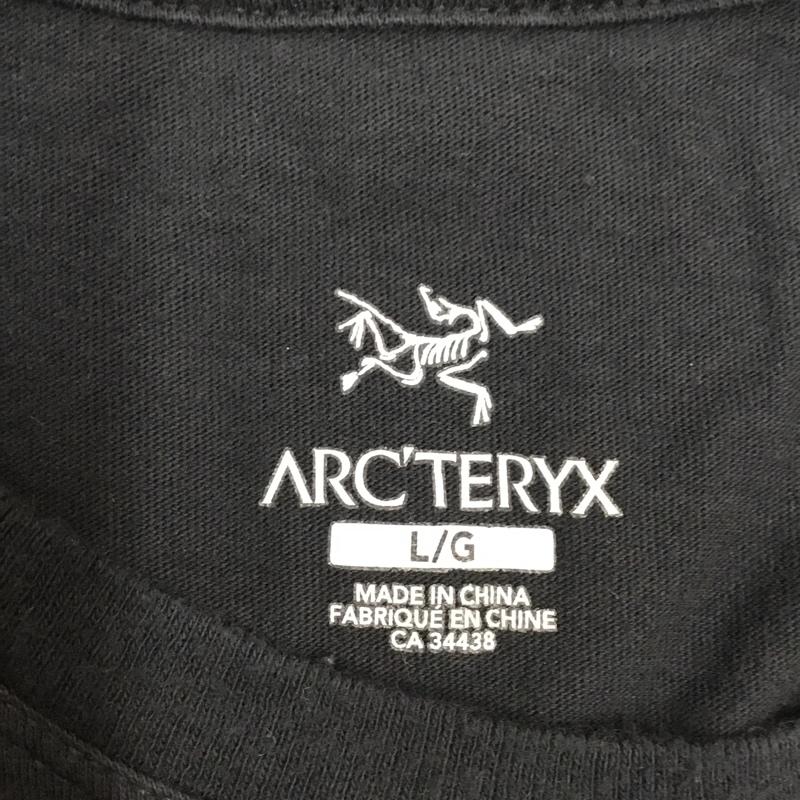 ARC'TERYX
L/G
MADE IN CHINA
FABRIQUÉ EN CHINE
CA 34438